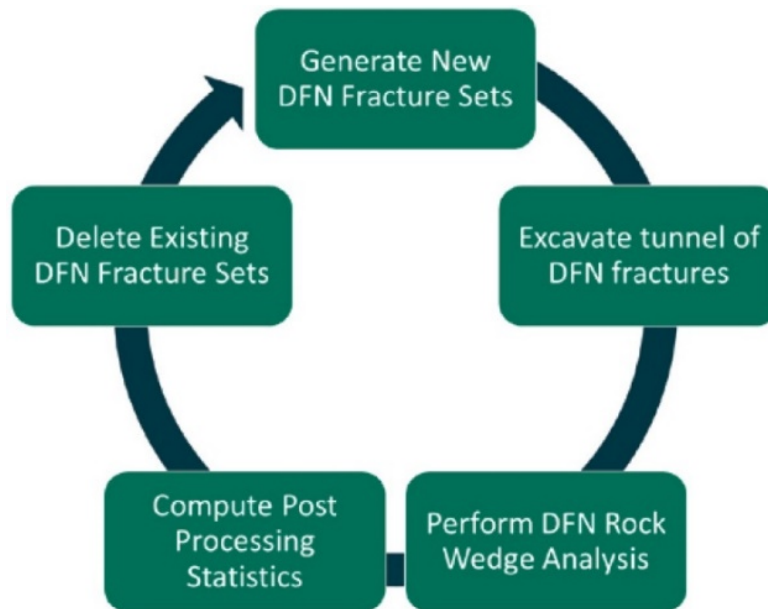 Generate New
DFN Fracture Sets
Excavate tunnel of
DFN fractures
Perform DFN Rock
Wedge Analysis
Compute Post
Processing
Statistics
Delete Existing
DFN Fracture Sets